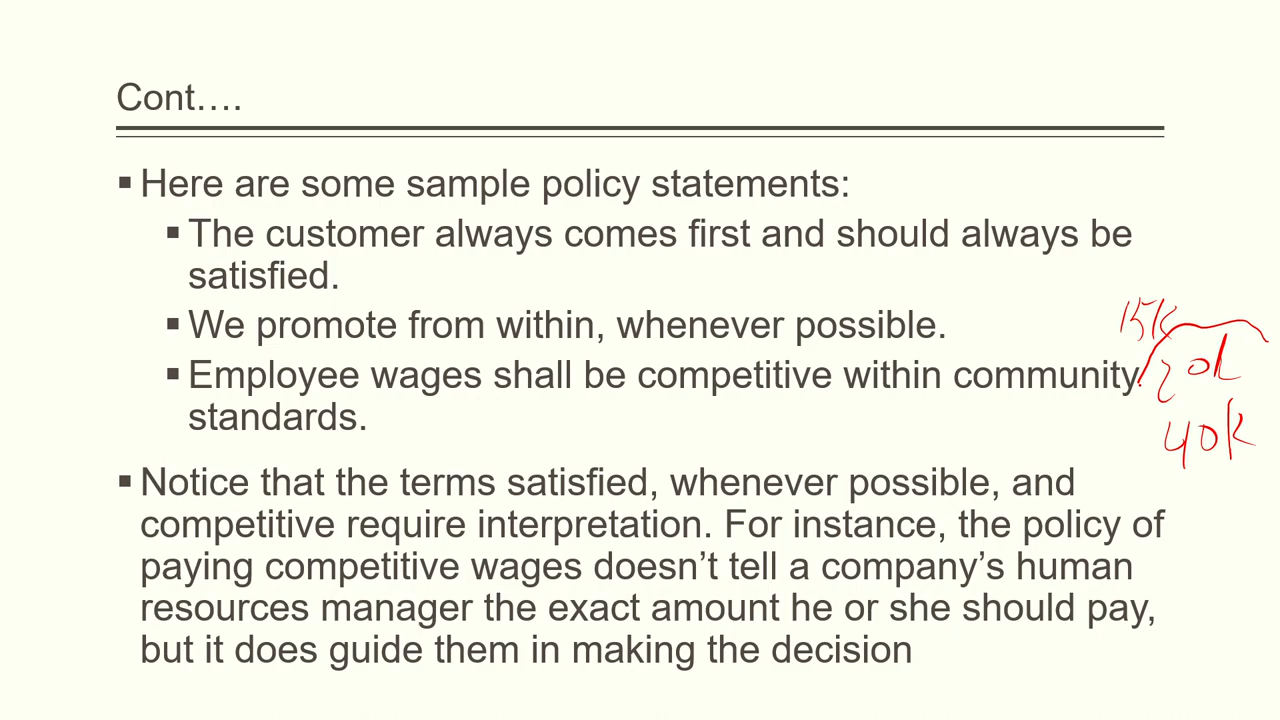 Cont….
▪ Here are some sample policy statements:
▪ The customer always comes first and should always be
satisfied.
▪ We promote from within, whenever possible.
15K
▪ Employee wages shall be competitive within community
20k
standards.
40K
▪ Notice that the terms satisfied, whenever possible, and
competitive require interpretation. For instance, the policy of
paying competitive wages doesn’t tell a company’s human
resources manager the exact amount he or she should pay,
but it does guide them in making the decision